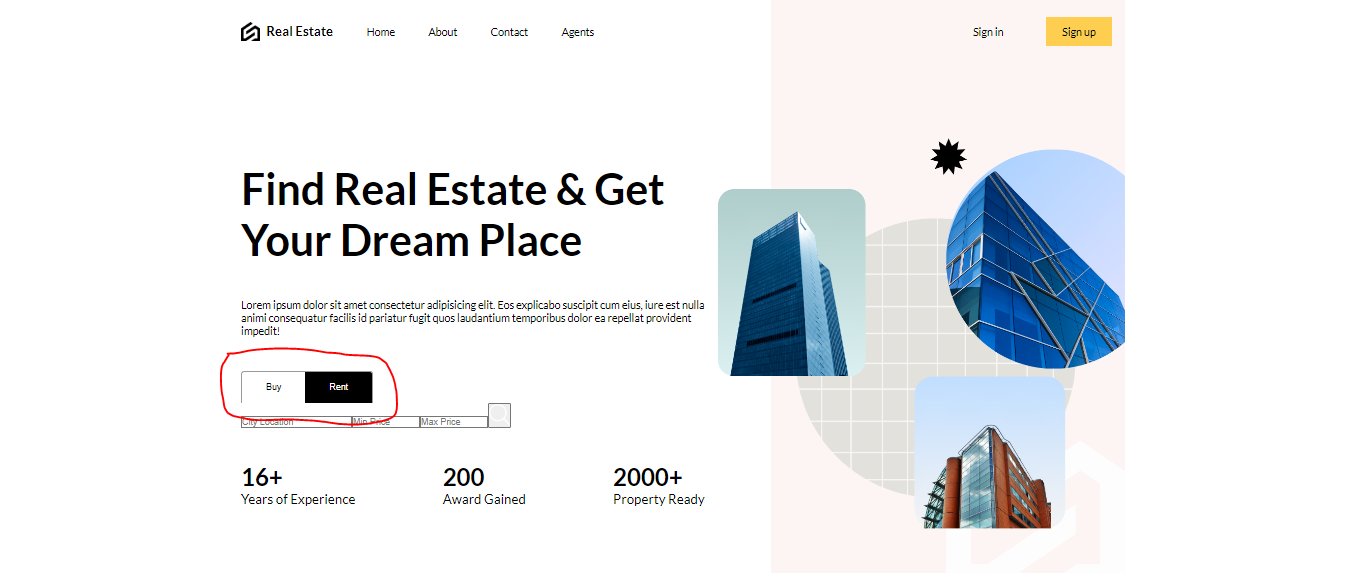 Real Estate
Home
About
Contact
Agents
Sign in
Sign up
Find Real Estate & Get
Your Dream Place
Lorem ipsum dolor sit amet consectetur adipisicing elit. Eos explicabo suscipit cum eius, iure est nulla
animi consequatur facilis id pariatur fugit quos laudantium temporibus dolor ea repellat provident
impedit!
Buy
Rent
City Location
Min Price
Max Price
16+
200
2000+
Years of Experience
Award Gained
Property Ready